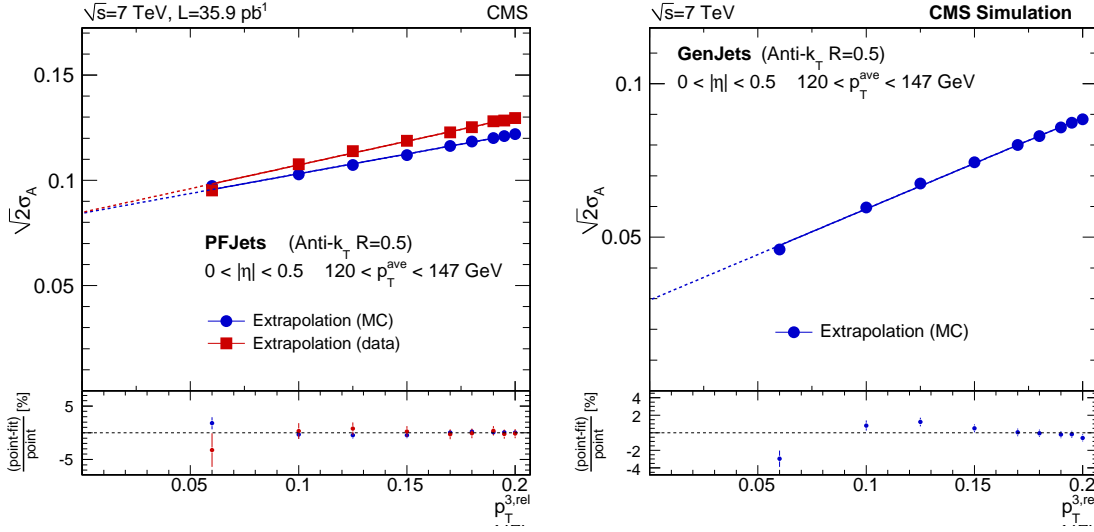 √s=7 TeV, L=35.9 pb⁻¹ CMS
0.15
0.1
0.05
√2σ_A
PFJets (Anti-k_T R=0.5)
0 < |η| < 0.5 120 < p_T^ave < 147 GeV
Extrapolation (MC)
Extrapolation (data)
5
-5
(point-fit)/point [%]
0.05 0.1 0.15 0.2
p_T^3,rel
√s=7 TeV CMS Simulation
GenJets (Anti-k_T R=0.5)
0 < |η| < 0.5 120 < p_T^ave < 147 GeV
0.1
0.05
√2σ_A
Extrapolation (MC)
4
2
0
-2
-4
(point-fit)/point [%]
0.05 0.1 0.15 0.2
p_T^3,rel